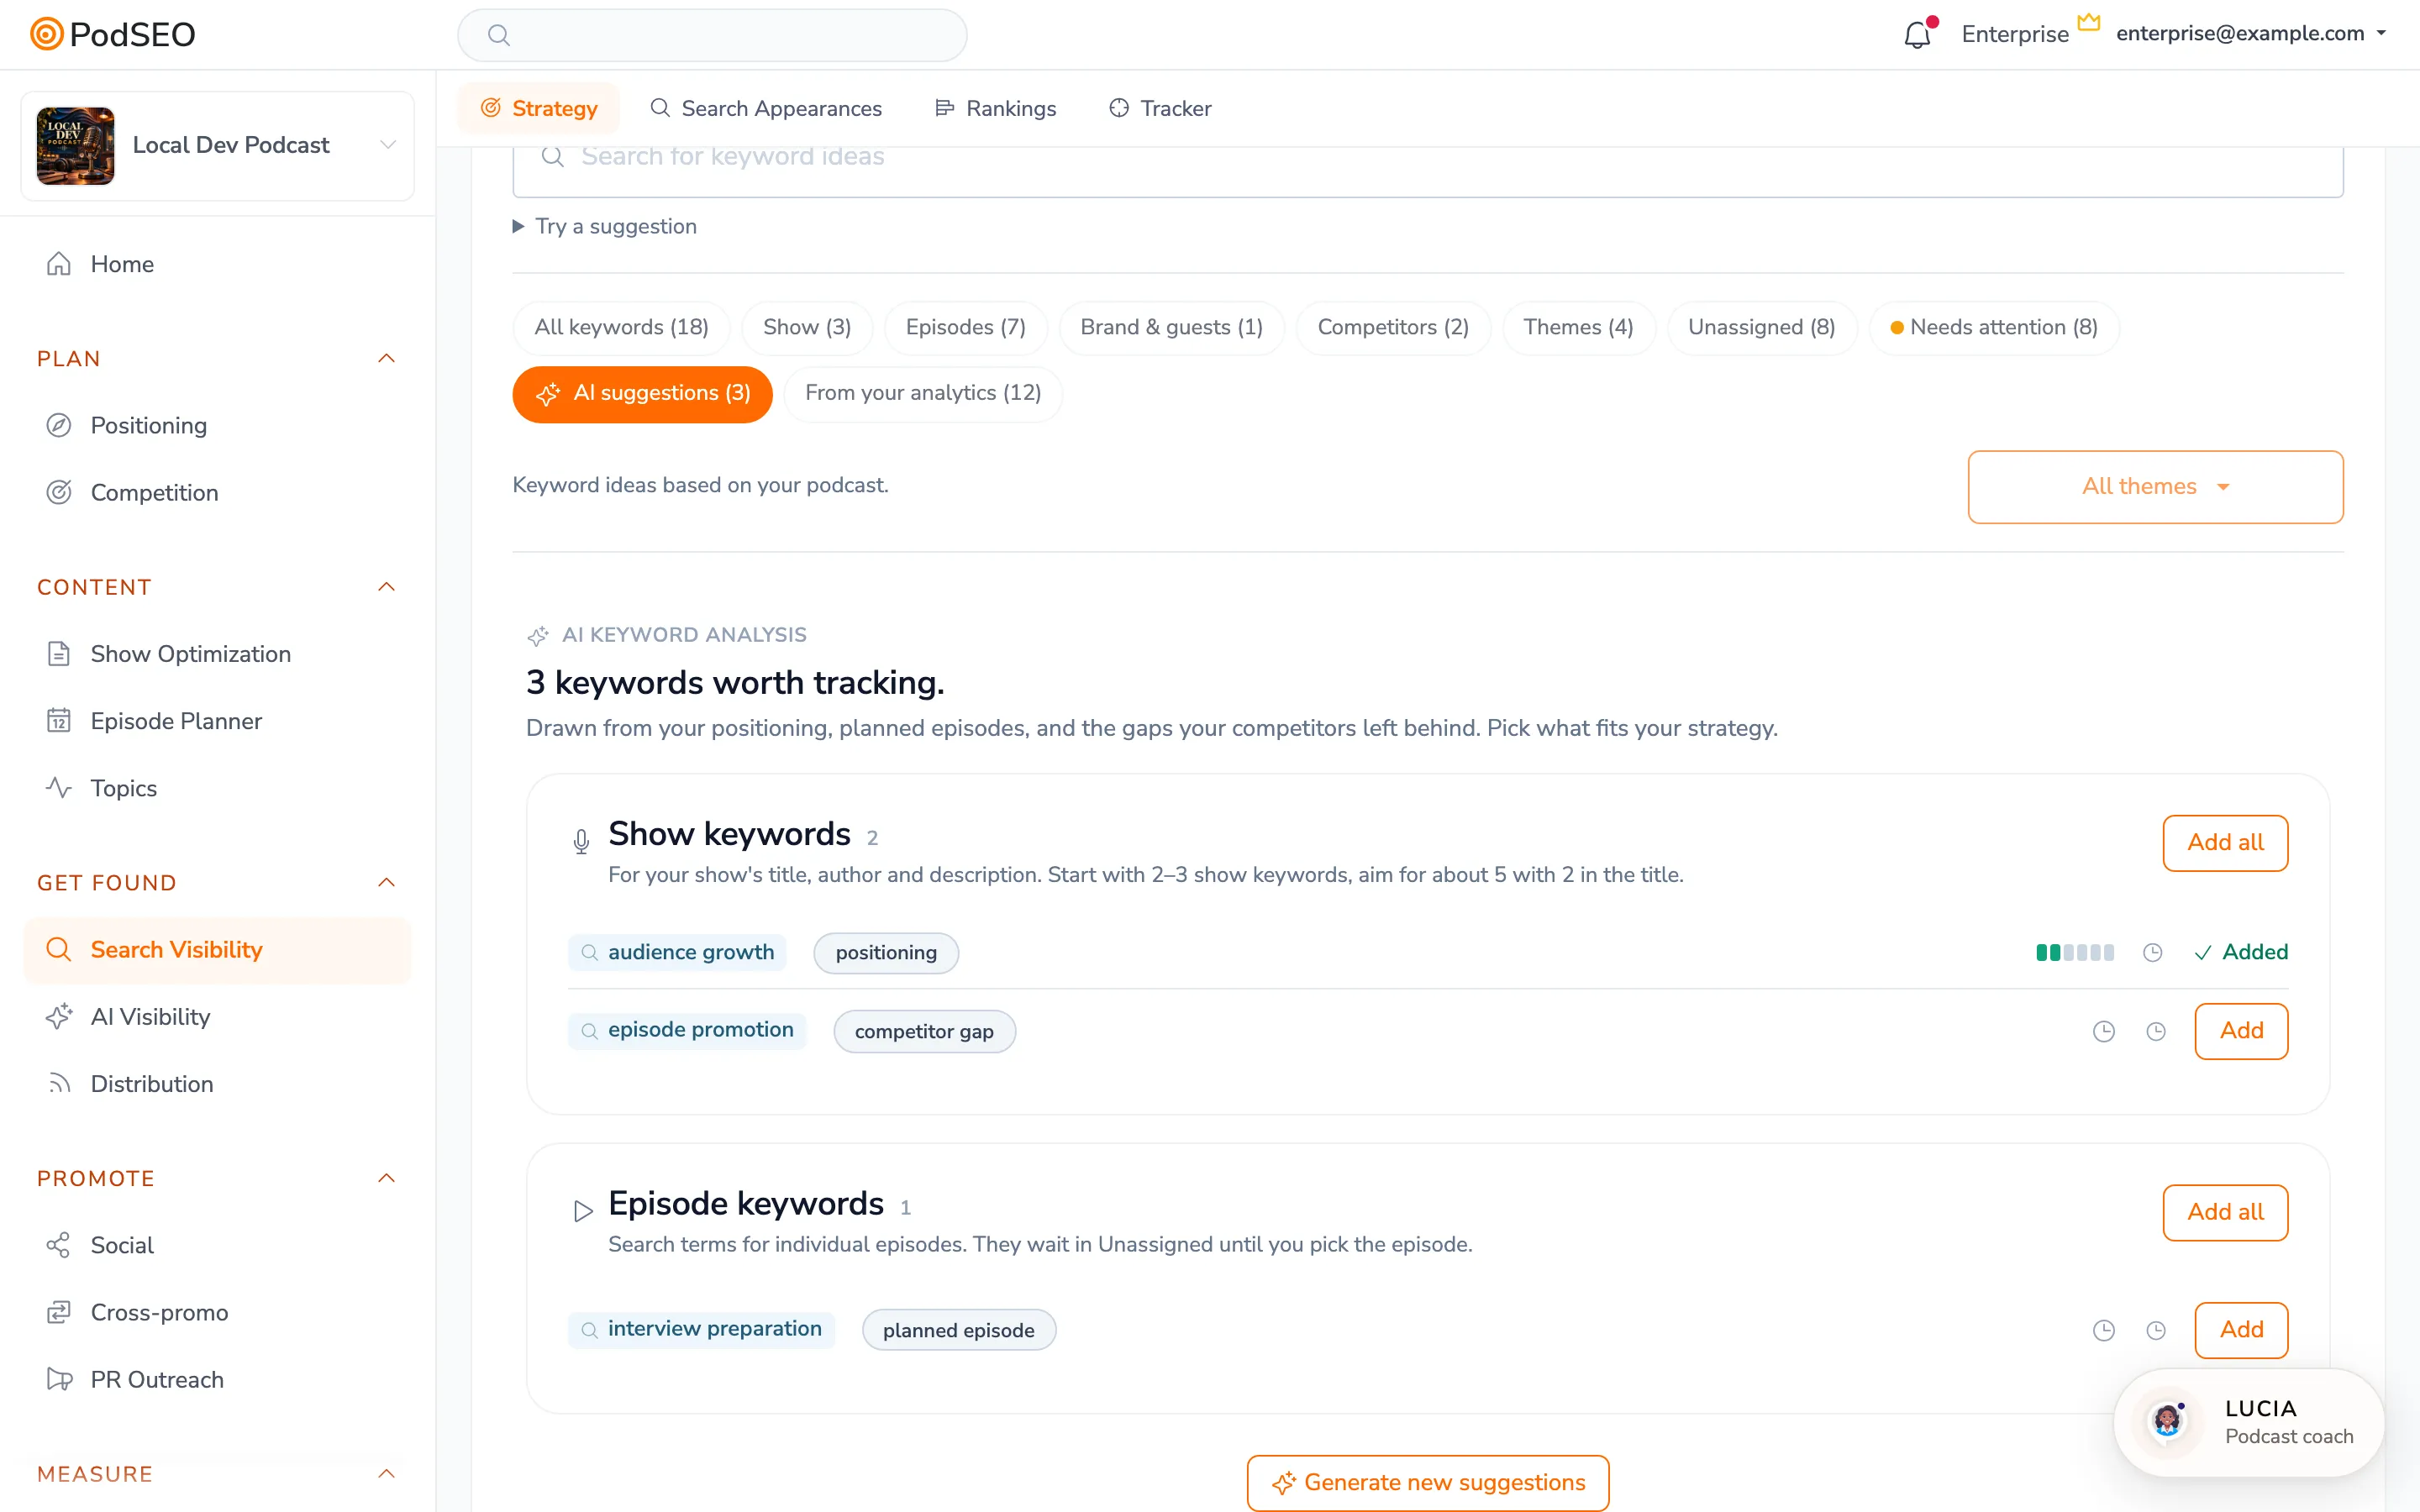 PodSEO
Enterprise
enterprise@example.com
LOCAL
DEV
PODCAST
Local Dev Podcast
Home
PLAN
Positioning
Competition
CONTENT
Show Optimization
12
Episode Planner
Topics
GET FOUND
Search Visibility
AI Visibility
Distribution
PROMOTE
Social
Cross-promo
PR Outreach
MEASURE
Strategy
Search Appearances
Rankings
Tracker
Search for keyword ideas
Try a suggestion
All keywords (18)
Show (3)
Episodes (7)
Brand & guests (1)
Competitors (2)
Themes (4)
Unassigned (8)
Needs attention (8)
AI suggestions (3)
From your analytics (12)
Keyword ideas based on your podcast.
All themes
AI KEYWORD ANALYSIS
3 keywords worth tracking.
Drawn from your positioning, planned episodes, and the gaps your competitors left behind. Pick what fits your strategy.
Show keywords 2
For your show's title, author and description. Start with 2–3 show keywords, aim for about 5 with 2 in the title.
Add all
audience growth
positioning
Added
episode promotion
competitor gap
Add
Episode keywords 1
Search terms for individual episodes. They wait in Unassigned until you pick the episode.
Add all
interview preparation
planned episode
Add
Generate new suggestions
LUCIA
Podcast coach